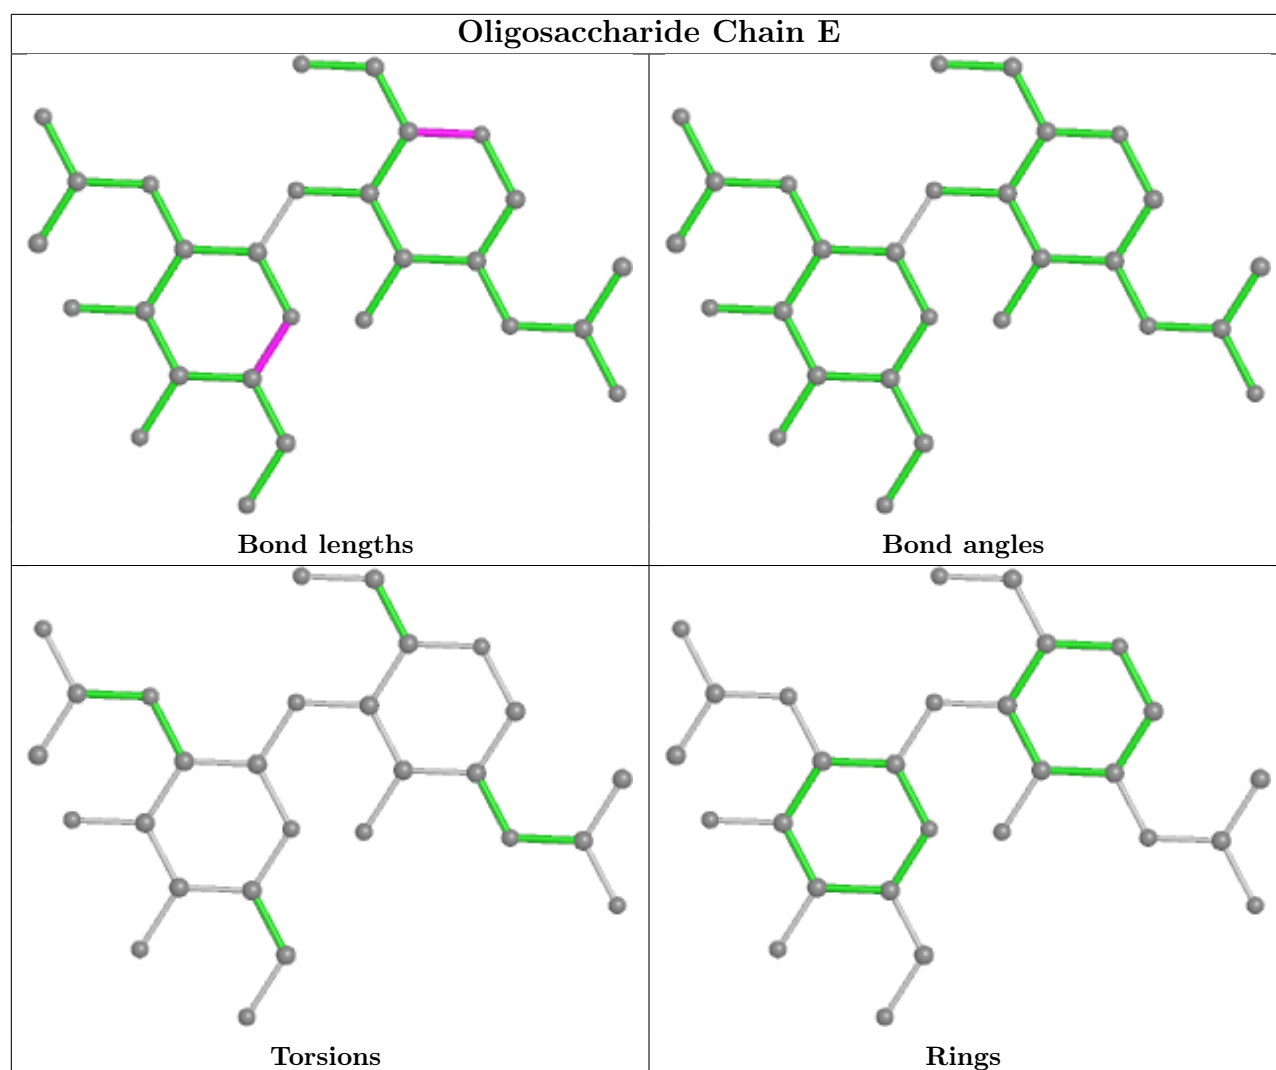 Oligosaccharide Chain E
Bond lengths
Bond angles
Torsions
Rings